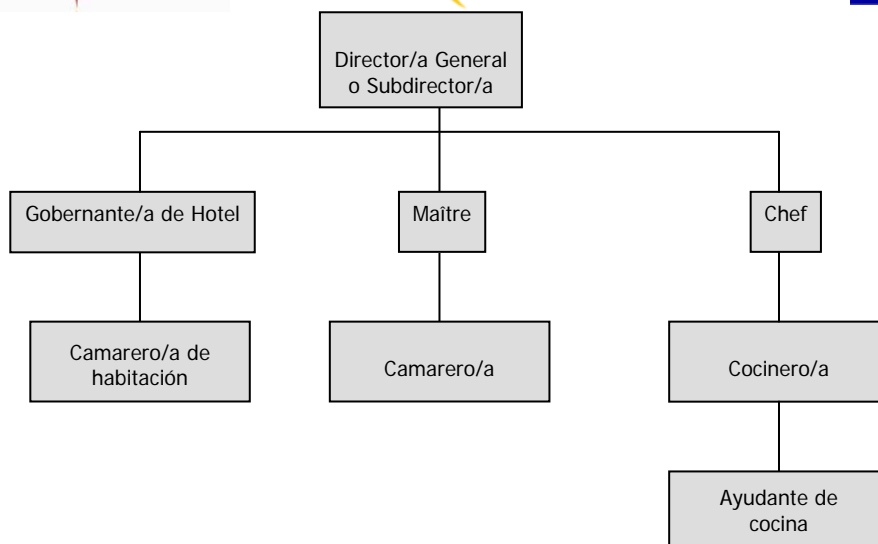 Director/a General
o Subdirector/a
Gobernante/a de Hotel
Maître
Chef
Camarero/a de
habitación
Camarero/a
Cocinero/a
Ayudante de
cocina